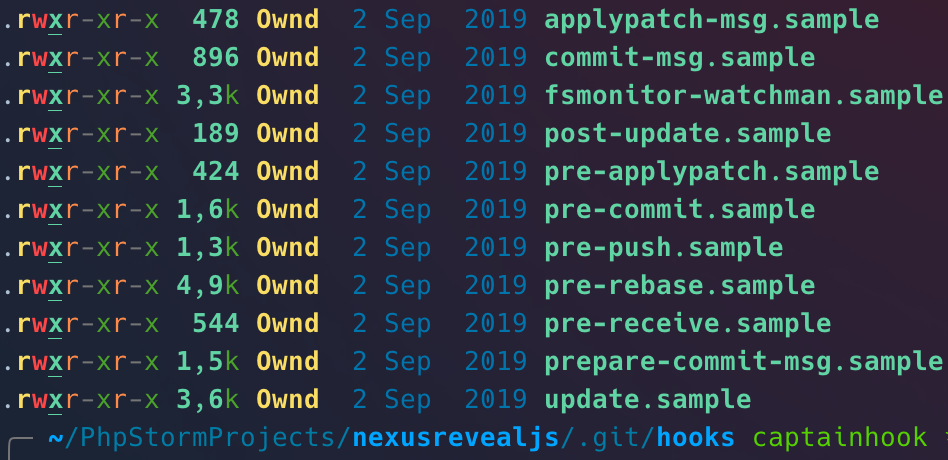 .rwxr-xr-x 478 Ownd 2 Sep 2019 applypatch-msg.sample
.rwxr-xr-x 896 Ownd 2 Sep 2019 commit-msg.sample
.rwxr-xr-x 3,3k Ownd 2 Sep 2019 fsmonitor-watchman.sample
.rwxr-xr-x 189 Ownd 2 Sep 2019 post-update.sample
.rwxr-xr-x 424 Ownd 2 Sep 2019 pre-applypatch.sample
.rwxr-xr-x 1,6k Ownd 2 Sep 2019 pre-commit.sample
.rwxr-xr-x 1,3k Ownd 2 Sep 2019 pre-push.sample
.rwxr-xr-x 4,9k Ownd 2 Sep 2019 pre-rebase.sample
.rwxr-xr-x 544 Ownd 2 Sep 2019 pre-receive.sample
.rwxr-xr-x 1,5k Ownd 2 Sep 2019 prepare-commit-msg.sample
.rwxr-xr-x 3,6k Ownd 2 Sep 2019 update.sample
~/PhpStormProjects/nexusrevealjs/.git/hooks captainhook